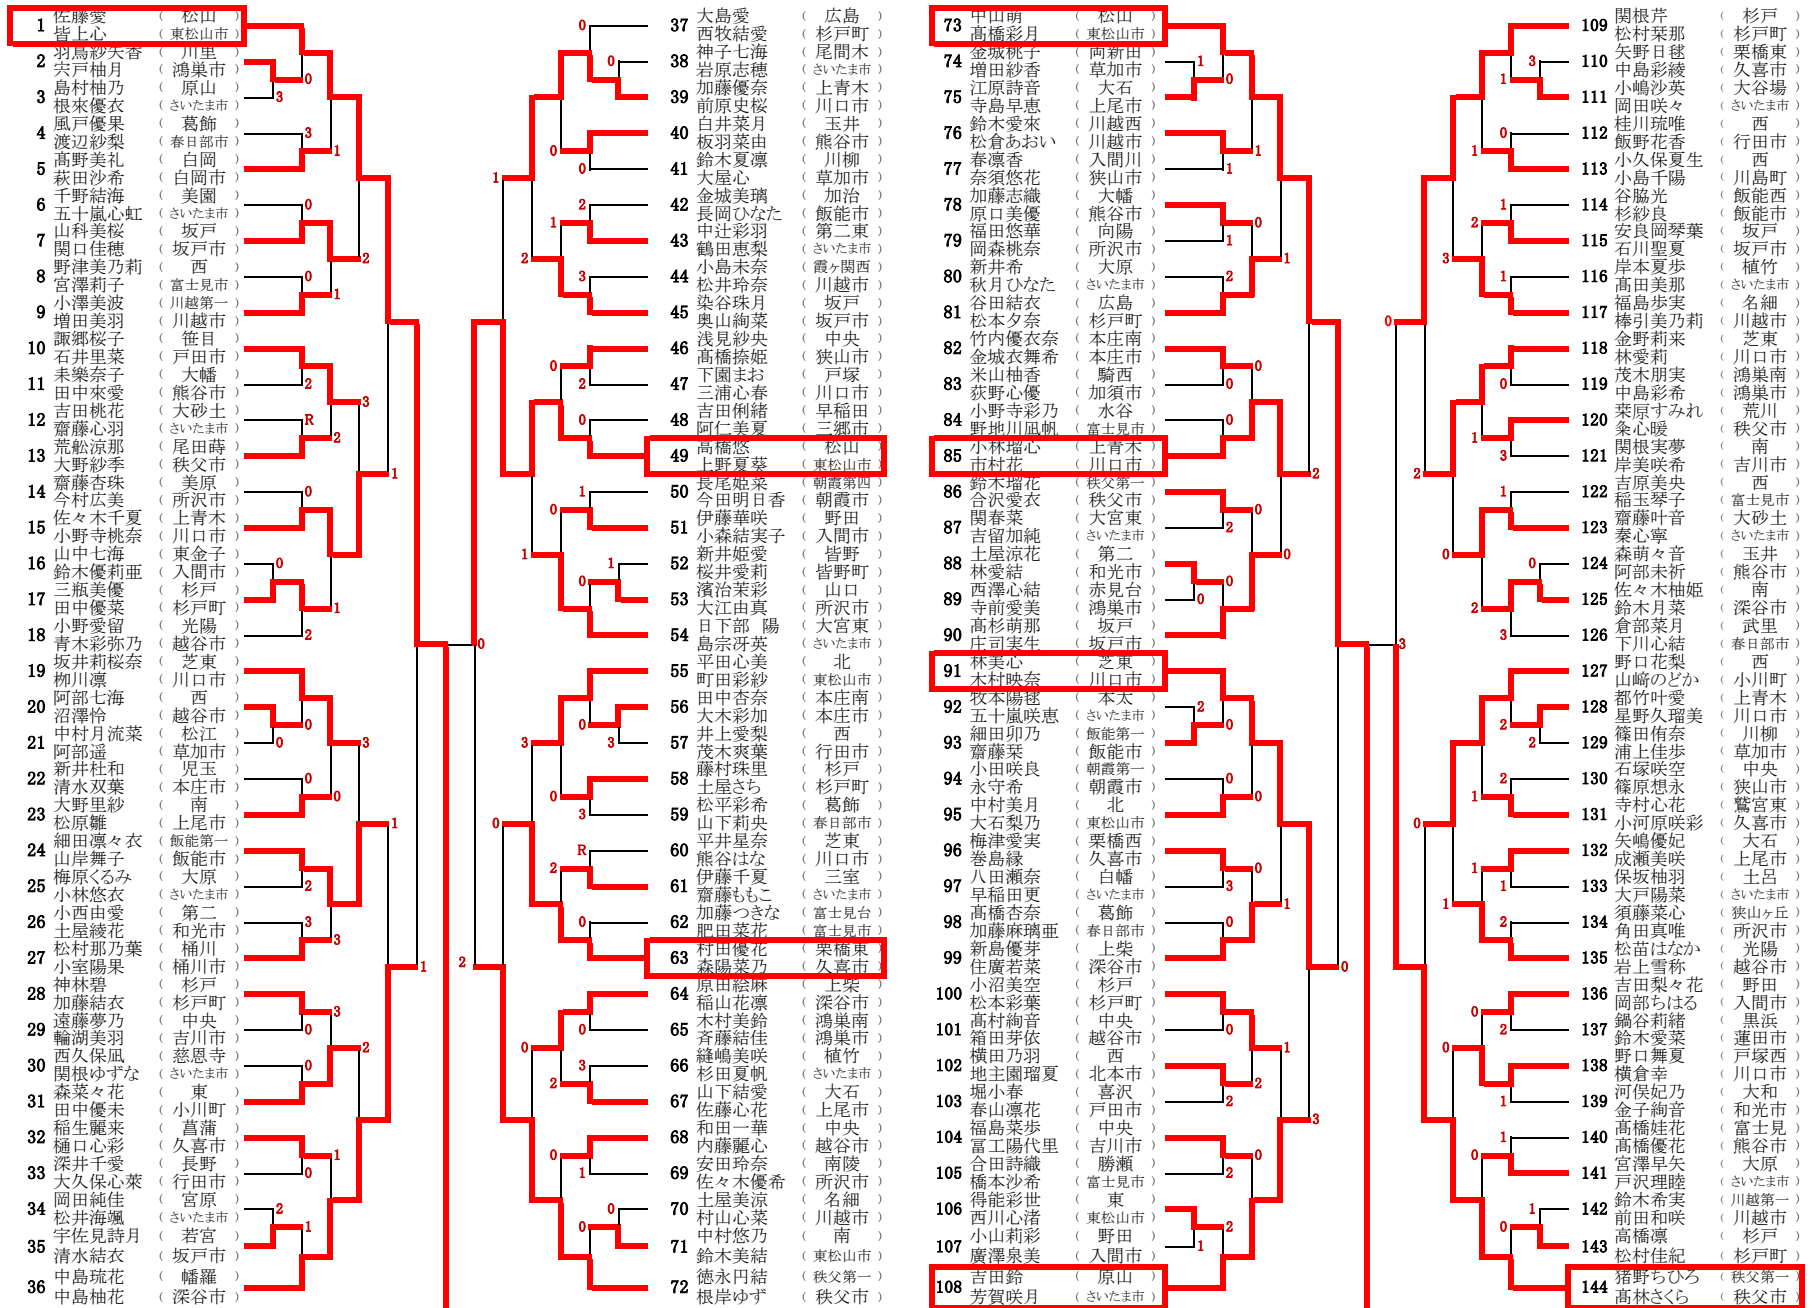 1 佐藤愛 （ 松山 ）
皆上心 （ 東松山市 ）
2 羽鳥紗矢香 （ 川里 ）
宍戸柚月 （ 鴻巣市 ）
3 島村柚乃 （ 原山 ）
根來優衣 （ さいたま市 ）
4 風戸優果 （ 葛飾 ）
渡辺紗梨 （ 春日部市 ）
5 髙野美礼 （ 白岡 ）
萩田沙希 （ 白岡市 ）
6 千野結海 （ 美園 ）
五十嵐心虹 （ さいたま市 ）
7 山科美桜 （ 坂戸 ）
関口佳穂 （ 坂戸市 ）
8 野津美乃莉 （ 西 ）
宮澤莉子 （ 富士見市 ）
9 小澤美波 （ 川越第一 ）
増田美羽 （ 川越市 ）
10 諏郷桜子 （ 笹目 ）
石井里菜 （ 戸田市 ）
11 耒樂奈子 （ 大幡 ）
田中來愛 （ 熊谷市 ）
12 吉田桃花 （ 大砂土 ）
齋藤心羽 （ さいたま市 ）
13 荒舩涼那 （ 尾田蒔 ）
大野紗季 （ 秩父市 ）
14 齋藤杏珠 （ 美原 ）
今村広美 （ 所沢市 ）
15 佐々木千夏 （ 上青木 ）
小野寺桃奈 （ 川口市 ）
16 山中七海 （ 東金子 ）
鈴木優莉亜 （ 入間市 ）
17 三瓶美優 （ 杉戸 ）
田中優菜 （ 杉戸町 ）
18 小野愛留 （ 光陽 ）
青木彩弥乃 （ 越谷市 ）
19 坂井莉桜奈 （ 芝東 ）
栁川凛 （ 川口市 ）
20 阿部七海 （ 西 ）
沼澤怜 （ 越谷市 ）
21 中村月流菜 （ 松江 ）
阿部遥 （ 草加市 ）
22 新井杜和 （ 児玉 ）
清水双葉 （ 本庄市 ）
23 大野里紗 （ 南 ）
松原雛 （ 上尾市 ）
24 細田凛々衣 （ 飯能第一 ）
山岸舞子 （ 飯能市 ）
25 梅原くるみ （ 大原 ）
小林悠衣 （ さいたま市 ）
26 小西由愛 （ 第二 ）
土屋綾花 （ 和光市 ）
27 松村那乃葉 （ 桶川 ）
小室陽果 （ 桶川市 ）
28 神林碧 （ 杉戸 ）
加藤結衣 （ 杉戸町 ）
29 遠藤夢乃 （ 中央 ）
輪湖美羽 （ 吉川市 ）
30 西久保凪 （ 慈恩寺 ）
関根ゆずな （ さいたま市 ）
31 森菜々花 （ 東 ）
田中優未 （ 小川町 ）
32 稲生麗来 （ 菖蒲 ）
樋口心彩 （ 久喜市 ）
33 深井千愛 （ 長野 ）
大久保心菜 （ 行田市 ）
34 岡田純佳 （ 宮原 ）
松井海颯 （ さいたま市 ）
35 宇佐見詩月 （ 若宮 ）
清水結衣 （ 坂戸市 ）
36 中島琉花 （ 幡羅 ）
中島柚花 （ 深谷市 ）
37 大島愛 （ 広島 ）
西牧結愛 （ 杉戸町 ）
38 神子七海 （ 尾間木 ）
岩原志穂 （ さいたま市 ）
39 加藤優奈 （ 上青木 ）
前原史桜 （ 川口市 ）
40 白井菜月 （ 玉井 ）
板羽菜由 （ 熊谷市 ）
41 鈴木夏凛 （ 川柳 ）
大屋心 （ 草加市 ）
42 金城美璃 （ 加治 ）
長岡ひなた （ 飯能市 ）
43 中辻彩羽 （ 第二東 ）
鶴田恵梨 （ さいたま市 ）
44 小島未奈 （ 霞ヶ関西 ）
松井玲奈 （ 川越市 ）
45 染谷珠月 （ 坂戸 ）
奥山絢菜 （ 坂戸市 ）
46 浅見紗央 （ 中央 ）
髙橋捺姫 （ 狭山市 ）
47 下園まお （ 戸塚 ）
三浦心春 （ 川口市 ）
48 吉田俐緒 （ 早稲田 ）
阿仁美夏 （ 三郷市 ）
49 高橋悠 （ 松山 ）
上野夏葵 （ 東松山市 ）
50 長尾姫菜 （ 朝霞第四 ）
今田明日香 （ 朝霞市 ）
51 伊藤華咲 （ 野田 ）
小森結実子 （ 入間市 ）
52 新井姫愛 （ 皆野 ）
桜井愛莉 （ 皆野町 ）
53 濱治茉彩 （ 山口 ）
大江由真 （ 所沢市 ）
54 日下部 陽 （ 大宮東 ）
島宗冴英 （ さいたま市 ）
55 平田心美 （ 北 ）
町田彩紗 （ 東松山市 ）
56 田中杏奈 （ 本庄南 ）
大木彩加 （ 本庄市 ）
57 井上愛梨 （ 西 ）
茂木爽葉 （ 行田市 ）
58 藤村珠里 （ 杉戸 ）
土屋さち （ 杉戸町 ）
59 松平彩希 （ 葛飾 ）
山下莉央 （ 春日部市 ）
60 平井星奈 （ 芝東 ）
熊谷はな （ 川口市 ）
61 伊藤千夏 （ 三室 ）
齋藤ももこ （ さいたま市 ）
62 加藤つきな （ 富士見台 ）
肥田菜花 （ 富士見市 ）
63 村田優花 （ 栗橋東 ）
森陽菜乃 （ 久喜市 ）
64 原田絵麻 （ 上柴 ）
稲山花凛 （ 深谷市 ）
65 木村美鈴 （ 鴻巣南 ）
斉藤結佳 （ 鴻巣市 ）
66 縫嶋美咲 （ 植竹 ）
杉田夏帆 （ さいたま市 ）
67 山下結愛 （ 大石 ）
佐藤心花 （ 上尾市 ）
68 和田一華 （ 中央 ）
内藤麗心 （ 越谷市 ）
69 安田玲奈 （ 南陵 ）
佐々木優希 （ 所沢市 ）
70 土屋美涼 （ 名細 ）
村山心菜 （ 川越市 ）
71 中村悠乃 （ 南 ）
鈴木美結 （ 東松山市 ）
72 徳永円結 （ 秩父第一 ）
根岸ゆず （ 秩父市 ）
73 中山萌 （ 松山 ）
髙橋彩月 （ 東松山市 ）
74 金城桃子 （ 両新田 ）
増田紗香 （ 草加市 ）
75 江原詩音 （ 大石 ）
寺島早恵 （ 上尾市 ）
76 鈴木愛來 （ 川越西 ）
松倉あおい （ 川越市 ）
77 春凛香 （ 入間川 ）
奈須悠花 （ 狭山市 ）
78 加藤志織 （ 大幡 ）
原口美優 （ 熊谷市 ）
79 福田悠華 （ 向陽 ）
岡森桃奈 （ 所沢市 ）
80 新井希 （ 大原 ）
秋月ひなた （ さいたま市 ）
81 谷田結衣 （ 広島 ）
松本夕奈 （ 杉戸町 ）
82 竹内優衣奈 （ 本庄南 ）
金城衣舞希 （ 本庄市 ）
83 米山柚香 （ 騎西 ）
荻野心優 （ 加須市 ）
84 小野寺彩乃 （ 水谷 ）
野地川凪帆 （ 富士見市 ）
85 小林瑠心 （ 上青木 ）
市村花 （ 川口市 ）
86 鈴木瑠花 （ 秩父第一 ）
合沢愛衣 （ 秩父市 ）
87 関春菜 （ 大宮東 ）
吉留加純 （ さいたま市 ）
88 土屋涼花 （ 第二 ）
林愛結 （ 和光市 ）
89 西澤心結 （ 赤見台 ）
寺前愛美 （ 鴻巣市 ）
90 髙杉萌那 （ 坂戸 ）
庄司実生 （ 坂戸市 ）
91 林美心 （ 芝東 ）
木村映奈 （ 川口市 ）
92 牧本陽毬 （ 本太 ）
五十嵐咲恵 （ さいたま市 ）
93 細田卯乃 （ 飯能第一 ）
齋藤栞 （ 飯能市 ）
94 小田咲良 （ 朝霞第一 ）
永守希 （ 朝霞市 ）
95 中村美月 （ 北 ）
大石梨乃 （ 東松山市 ）
96 梅津愛実 （ 栗橋西 ）
巻島縁 （ 久喜市 ）
97 八田瀬奈 （ 白幡 ）
早稲田更 （ さいたま市 ）
98 髙橋杏奈 （ 葛飾 ）
加藤麻璃亜 （ 春日部市 ）
99 新島優芽 （ 上柴 ）
住廣若菜 （ 深谷市 ）
100 小沼美空 （ 杉戸 ）
松本彩葉 （ 杉戸町 ）
101 髙村絢音 （ 中央 ）
箱田芽依 （ 越谷市 ）
102 横田乃羽 （ 西 ）
地主園瑠夏 （ 北本市 ）
103 堀小春 （ 喜沢 ）
春山凛花 （ 戸田市 ）
104 福島菜歩 （ 中央 ）
冨工陽代里 （ 吉川市 ）
105 合田詩織 （ 勝瀬 ）
橋本沙希 （ 富士見市 ）
106 得能彩世 （ 東 ）
西川心渚 （ 東松山市 ）
107 小山莉彩 （ 野田 ）
廣澤泉美 （ 入間市 ）
108 吉田鈴 （ 原山 ）
芳賀咲月 （ さいたま市 ）
109 関根芹 （ 杉戸 ）
松村栞那 （ 杉戸町 ）
110 矢野日毬 （ 栗橋東 ）
中島彩綾 （ 久喜市 ）
111 小嶋沙英 （ 大谷場 ）
岡田咲々 （ さいたま市 ）
112 桂川琉唯 （ 西 ）
飯野花香 （ 行田市 ）
113 小久保夏生 （ 西 ）
小島千陽 （ 川島町 ）
114 谷脇光 （ 飯能西 ）
杉紗良 （ 飯能市 ）
115 安良岡琴葉 （ 坂戸 ）
石川聖夏 （ 坂戸市 ）
116 岸本夏歩 （ 植竹 ）
髙田美那 （ さいたま市 ）
117 福島歩実 （ 名細 ）
棒引美乃莉 （ 川越市 ）
118 金野莉来 （ 芝東 ）
林愛莉 （ 川口市 ）
119 茂木朋実 （ 鴻巣南 ）
中島彩希 （ 鴻巣市 ）
120 栞原すみれ （ 荒川 ）
粂心暖 （ 秩父市 ）
121 関根実夢 （ 南 ）
岸美咲希 （ 吉川市 ）
122 吉原美央 （ 西 ）
稲玉琴子 （ 富士見市 ）
123 齋藤叶音 （ 大砂土 ）
秦心寧 （ さいたま市 ）
124 森萌々音 （ 玉井 ）
阿部未祈 （ 熊谷市 ）
125 佐々木柚姫 （ 南 ）
鈴木月菜 （ 深谷市 ）
126 倉部菜月 （ 武里 ）
下川心結 （ 春日部市 ）
127 野口花梨 （ 西 ）
山﨑のどか （ 小川町 ）
128 都竹叶愛 （ 上青木 ）
星野久瑠美 （ 川口市 ）
129 篠田侑奈 （ 川柳 ）
浦上佳歩 （ 草加市 ）
130 石塚咲空 （ 中央 ）
篠原想永 （ 狭山市 ）
131 寺村心花 （ 鷲宮東 ）
小河原咲彩 （ 久喜市 ）
132 矢嶋優妃 （ 大石 ）
成瀬美咲 （ 上尾市 ）
133 保坂柚羽 （ 土呂 ）
大戸陽菜 （ さいたま市 ）
134 須藤菜心 （ 狭山ヶ丘 ）
角田真唯 （ 所沢市 ）
135 松苗はなか （ 光陽 ）
岩上雪称 （ 越谷市 ）
136 吉田梨々花 （ 野田 ）
岡部ちはる （ 入間市 ）
137 鍋谷莉緒 （ 黒浜 ）
鈴木愛菜 （ 蓮田市 ）
138 野口舞夏 （ 戸塚西 ）
横倉幸 （ 川口市 ）
139 河俣妃乃 （ 大和 ）
金子絢音 （ 和光市 ）
140 髙橋娃花 （ 富士見 ）
髙橋優花 （ 熊谷市 ）
141 宮澤早矢 （ 大原 ）
戸沢理睦 （ さいたま市 ）
142 鈴木希実 （ 川越第一 ）
前田和咲 （ 川越市 ）
143 高橋凛 （ 杉戸 ）
松村佳紀 （ 杉戸町 ）
144 猪野ちひろ （ 秩父第一 ）
髙林さくら （ 秩父市 ）